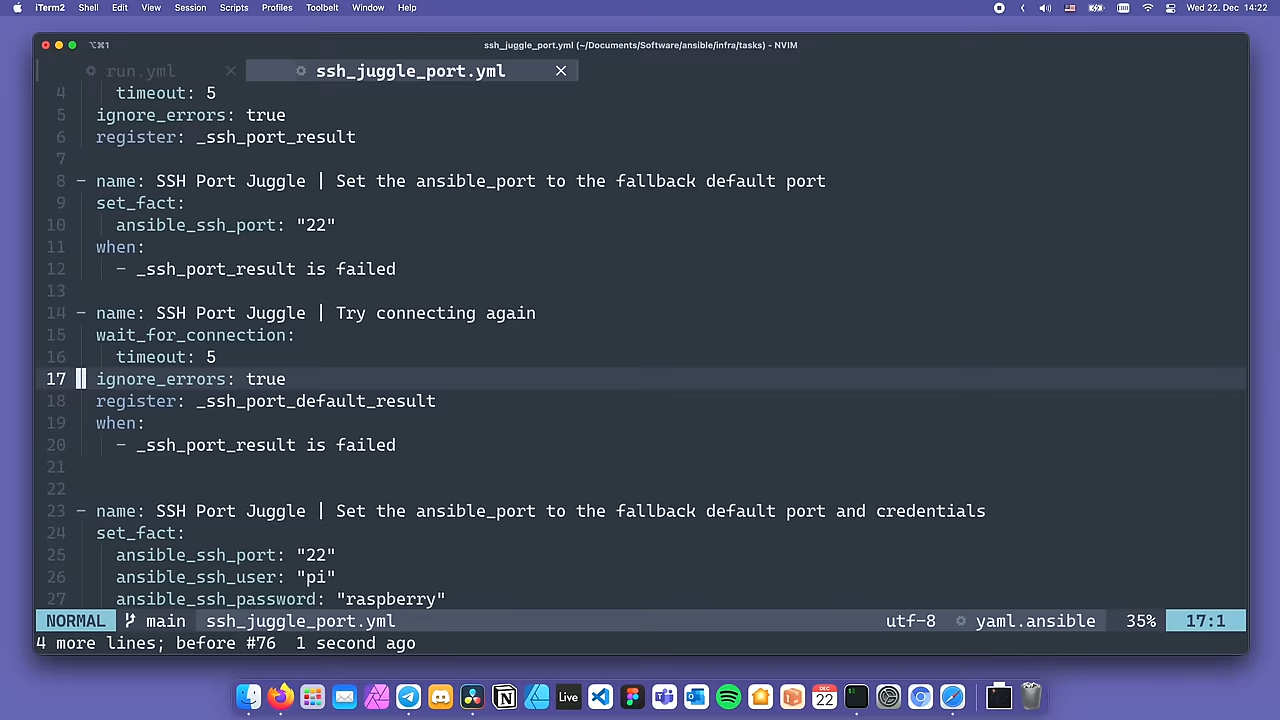 iTerm2 Shell Edit View Session Scripts Profiles Toolbelt Window Help Wed 22. Dec 14:22
⌥⌘1 ssh_juggle_port.yml (~/Documents/Software/ansible/infra/tasks) - NVIM
run.yml ssh_juggle_port.yml
4 timeout: 5
5 ignore_errors: true
6 register: _ssh_port_result
7
8 - name: SSH Port Juggle | Set the ansible_port to the fallback default port
9 set_fact:
10 ansible_ssh_port: "22"
11 when:
12 - _ssh_port_result is failed
13
14 - name: SSH Port Juggle | Try connecting again
15 wait_for_connection:
16 timeout: 5
17 ignore_errors: true
18 register: _ssh_port_default_result
19 when:
20 - _ssh_port_result is failed
21
22
23 - name: SSH Port Juggle | Set the ansible_port to the fallback default port and credentials
24 set_fact:
25 ansible_ssh_port: "22"
26 ansible_ssh_user: "pi"
27 ansible_ssh_password: "raspberry"
NORMAL main ssh_juggle_port.yml utf-8 yaml.ansible 35% 17:1
4 more lines; before #76 1 second ago
Live DEC 22